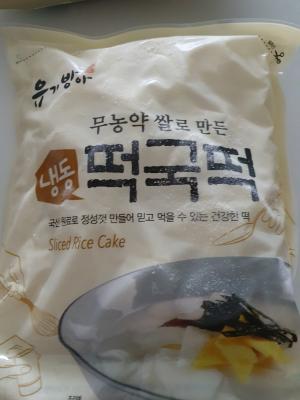 유기방아
무농약 쌀로 만든
냉동
떡국떡
국산 원료로 정성껏 만들어 믿고 먹을 수 있는 건강한 떡
Sliced Rice Cake